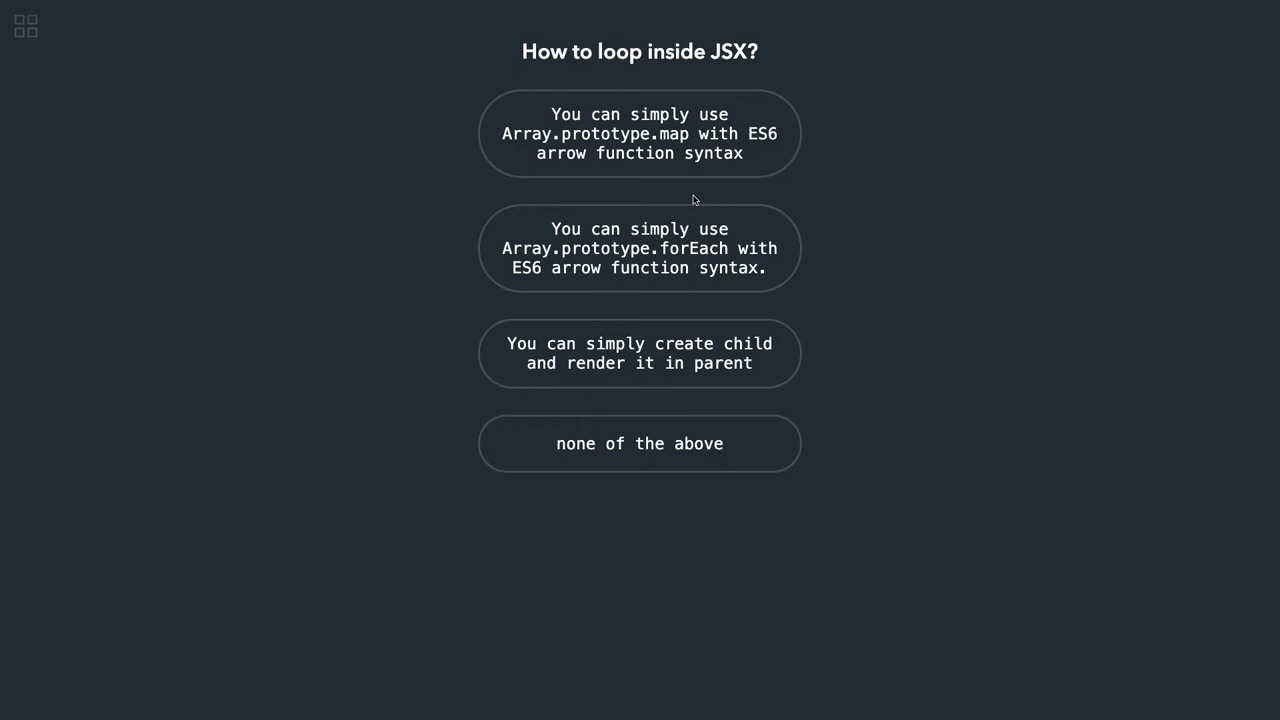 How to loop inside JSX?
You can simply use
Array.prototype.map with ES6
arrow function syntax
You can simply use
Array.prototype.forEach with
ES6 arrow function syntax.
You can simply create child
and render it in parent
none of the above